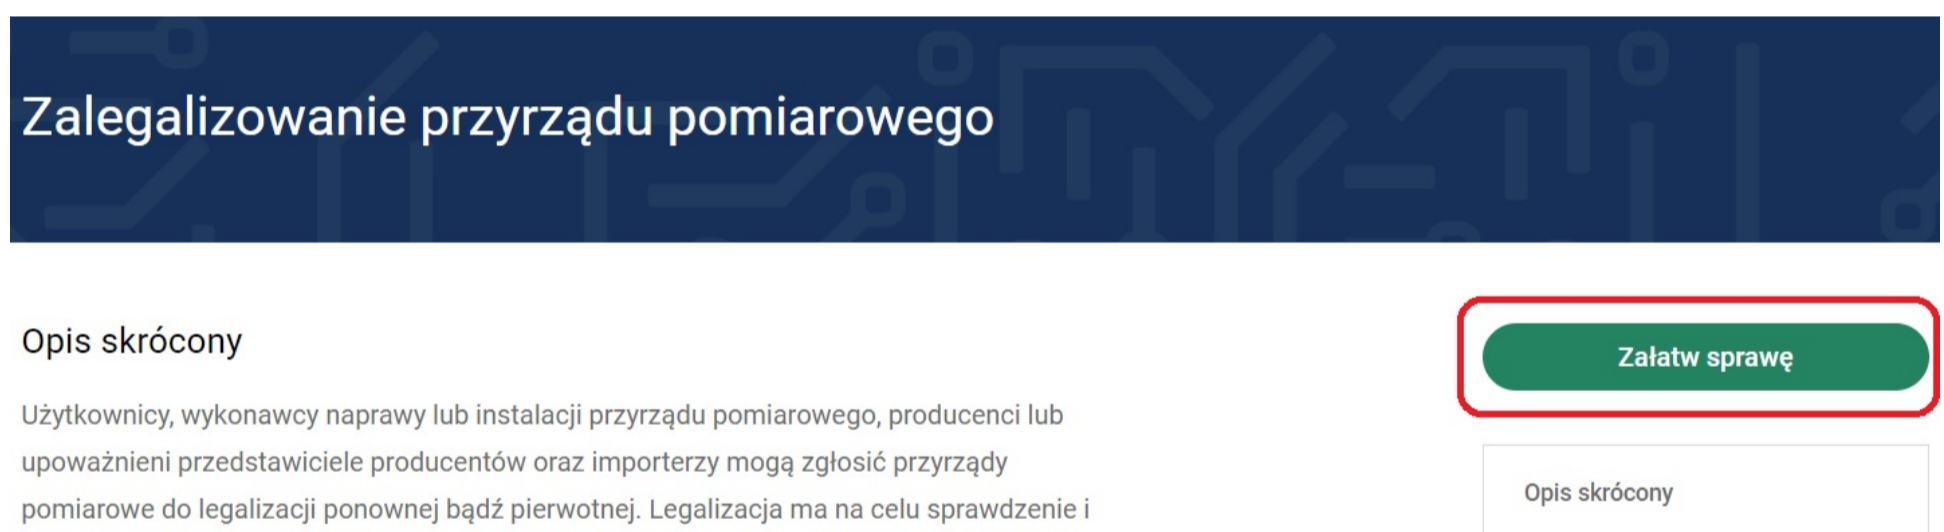 Zalegalizowanie przyrządu pomiarowego
Opis skrócony
Załatw sprawę
Użytkownicy, wykonawcy naprawy lub instalacji przyrządu pomiarowego, producenci lub
upoważnieni przedstawiciele producentów oraz importerzy mogą zgłosić przyrządy
pomiarowe do legalizacji ponownej bądź pierwotnej. Legalizacja ma na celu sprawdzenie i
Opis skrócony